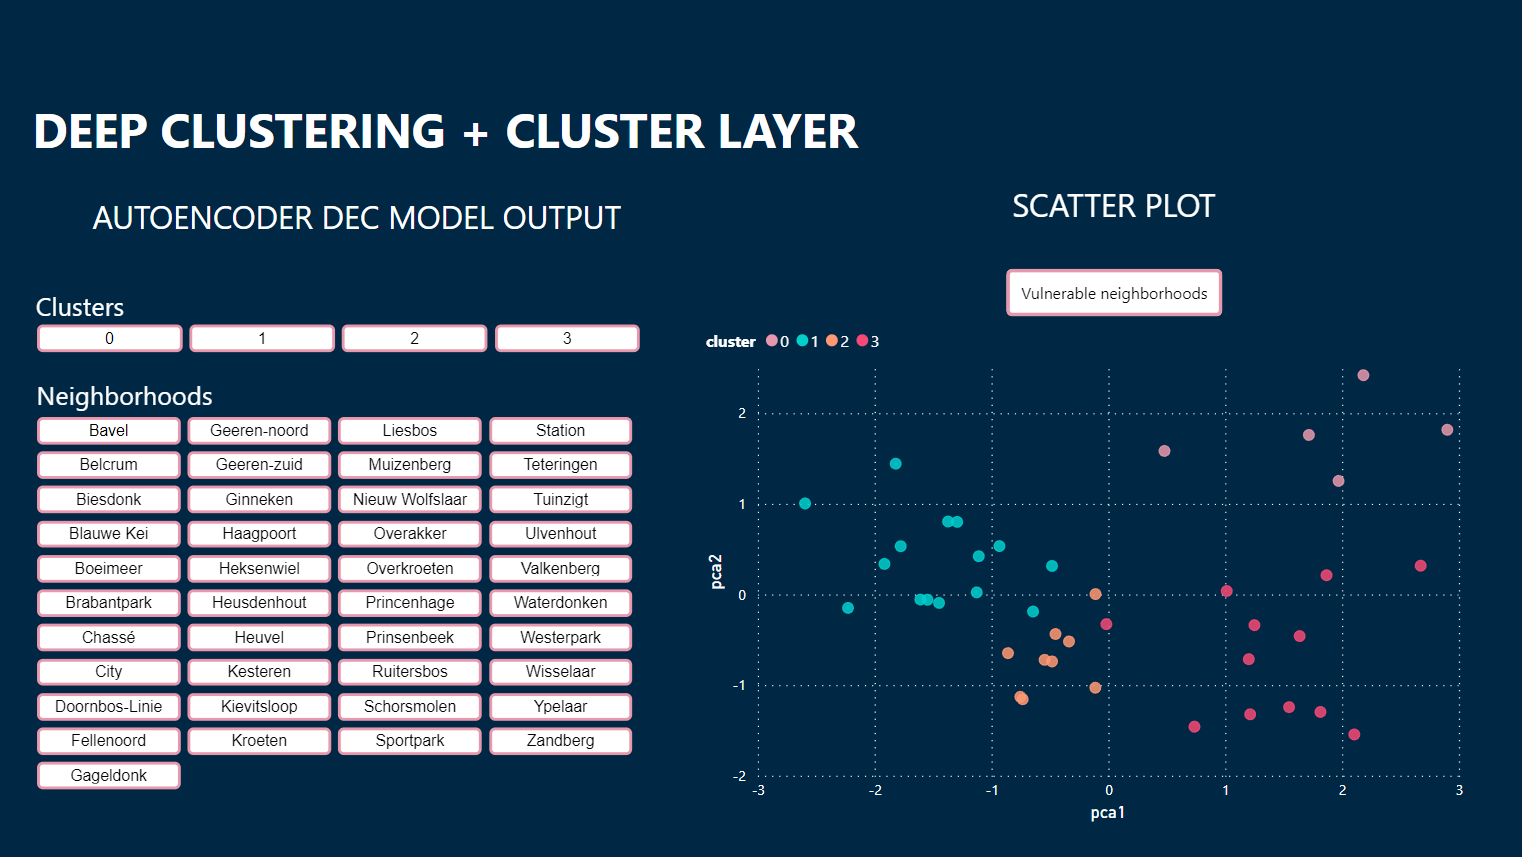 DEEP CLUSTERING + CLUSTER LAYER
AUTOENCODER DEC MODEL OUTPUT
Clusters
0 1 2 3
Neighborhoods
Bavel Geeren-noord Liesbos Station
Belcrum Geeren-zuid Muizenberg Teteringen
Biesdonk Ginneken Nieuw Wolfslaar Tuinzigt
Blauwe Kei Haagpoort Overakker Ulvenhout
Boeimeer Heksenwiel Overkroeten Valkenberg
Brabantpark Heusdenhout Princenhage Waterdonken
Chassé Heuvel Prinsenbeek Westerpark
City Kesteren Ruitersbos Wisselaar
Doornbos-Linie Kievitsloop Schorsmolen Ypelaar
Fellenoord Kroeten Sportpark Zandberg
Gageldonk
SCATTER PLOT
Vulnerable neighborhoods
cluster 0 1 2 3
pca2
2
1
0
-1
-2
-3 -2 -1 0 1 2 3
pca1